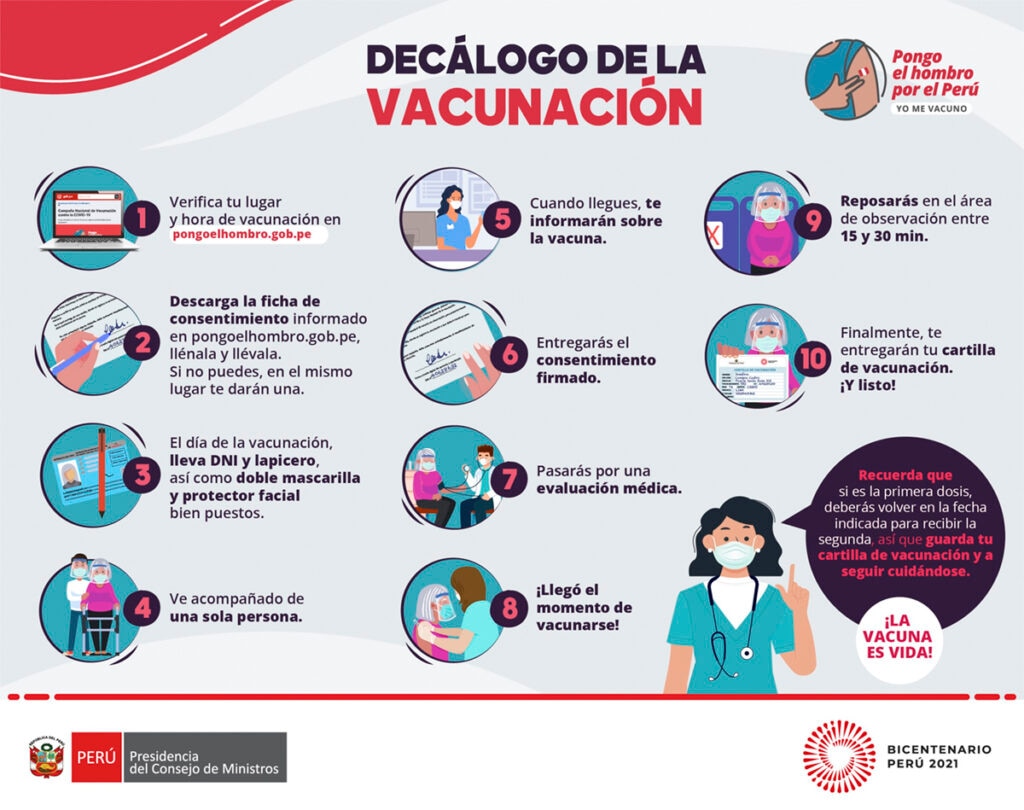 DECÁLOGO DE LA
VACUNACIÓN
Pongo
el hombro
por el Perú
YO ME VACUNO
1
Verifica tu lugar
y hora de vacunación en
pongoelhombro.gob.pe
2
Descarga la ficha de
consentimiento informado
en pongoelhombro.gob.pe,
llénala y llévala.
Si no puedes, en el mismo
lugar te darán una.
3
El día de la vacunación,
lleva DNI y lapicero,
así como doble mascarilla
y protector facial
bien puestos.
4
Ve acompañado de
una sola persona.
5
Cuando llegues, te
informarán sobre
la vacuna.
6
Entregarás el
consentimiento
firmado.
7
Pasarás por una
evaluación médica.
8
¡Llegó el
momento de
vacunarse!
9
Reposarás en el área
de observación entre
15 y 30 min.
10
Finalmente, te
entregarán tu cartilla
de vacunación.
¡Y listo!
CARTILLA DE VACUNACIÓN
Recuerda que
si es la primera dosis,
deberás volver en la fecha
indicada para recibir la
segunda, así que guarda tu
cartilla de vacunación y a
seguir cuidándose.
¡LA
VACUNA
ES VIDA!
REPÚBLICA DEL PERÚ
PERÚ
Presidencia
del Consejo de Ministros
BICENTENARIO
PERÚ 2021